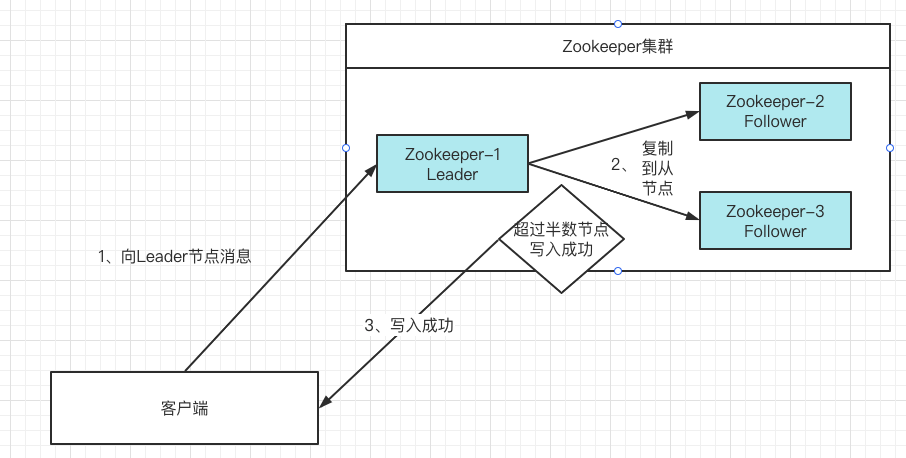 Zookeeper集群
Zookeeper-2
Follower
Zookeeper-1
Leader
2、
复制
到从
节点
Zookeeper-3
Follower
超过半数节点
写入成功
1、向Leader节点消息
3、写入成功
客户端